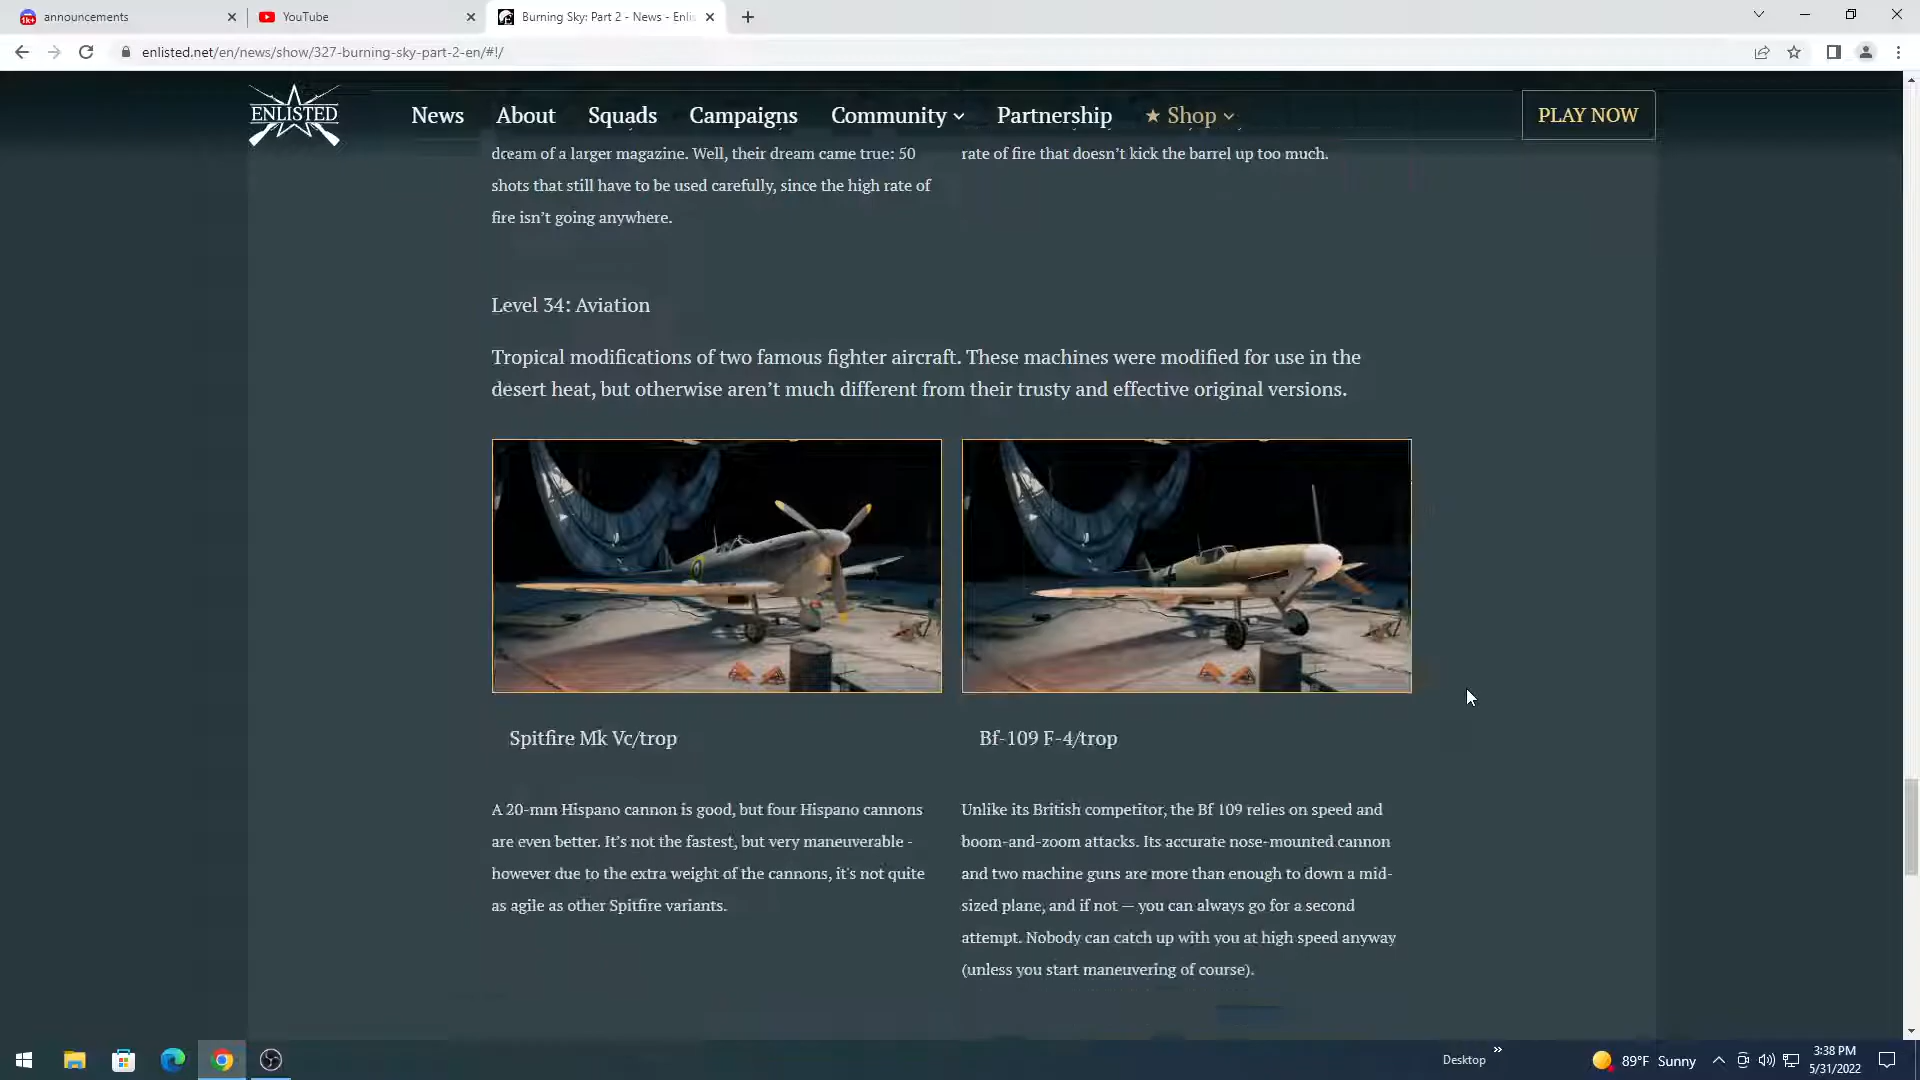 1k+ announcements
YouTube
Burning Sky: Part 2 - News - Enlis
enlisted.net/en/news/show/327-burning-sky-part-2-en/#!/
ENLISTED
News About Squads Campaigns Community Partnership ★ Shop PLAY NOW
dream of a larger magazine. Well, their dream came true: 50
shots that still have to be used carefully, since the high rate of
fire isn’t going anywhere.
rate of fire that doesn’t kick the barrel up too much.
Level 34: Aviation
Tropical modifications of two famous fighter aircraft. These machines were modified for use in the
desert heat, but otherwise aren’t much different from their trusty and effective original versions.
Spitfire Mk Vc/trop
A 20-mm Hispano cannon is good, but four Hispano cannons
are even better. It’s not the fastest, but very maneuverable -
however due to the extra weight of the cannons, it's not quite
as agile as other Spitfire variants.
Bf-109 F-4/trop
Unlike its British competitor, the Bf 109 relies on speed and
boom-and-zoom attacks. Its accurate nose-mounted cannon
and two machine guns are more than enough to down a mid-
sized plane, and if not — you can always go for a second
attempt. Nobody can catch up with you at high speed anyway
(unless you start maneuvering of course).
Desktop »
89°F Sunny
3:38 PM
5/31/2022